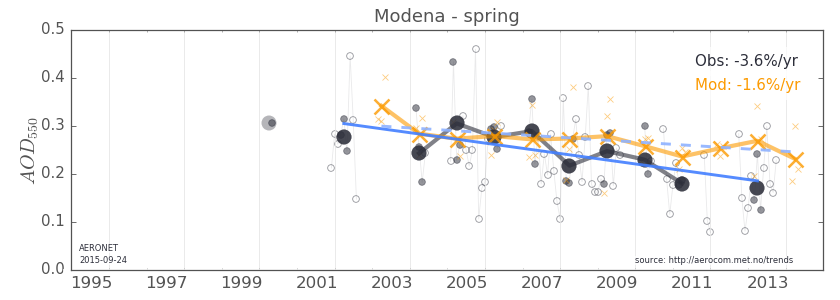 Modena - spring
0.5
0.4
0.3
0.2
0.1
0.0
AOD550
Obs: -3.6%/yr
Mod: -1.6%/yr
AERONET
2015-09-24
source: http://aerocom.met.no/trends
1995 1997 1999 2001 2003 2005 2007 2009 2011 2013